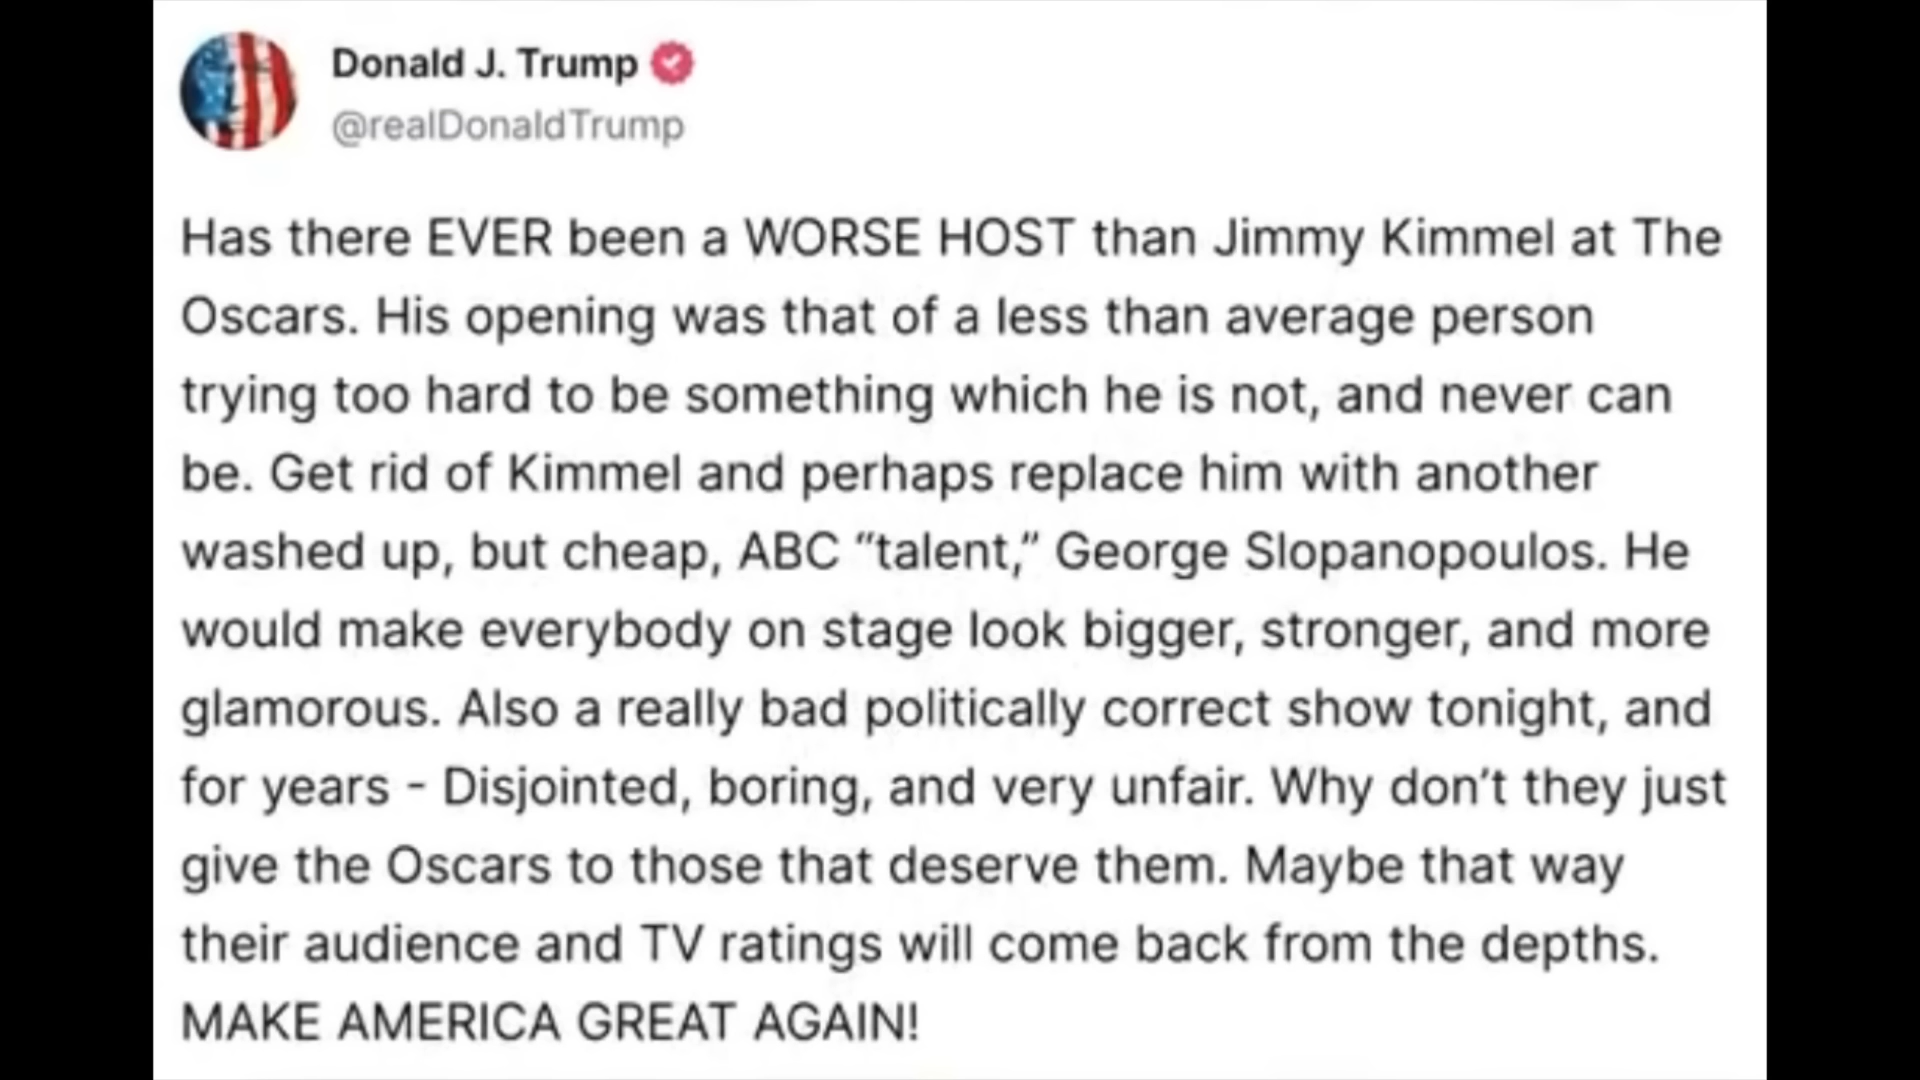 Donald J. Trump
@realDonaldTrump
Has there EVER been a WORSE HOST than Jimmy Kimmel at The
Oscars. His opening was that of a less than average person
trying too hard to be something which he is not, and never can
be. Get rid of Kimmel and perhaps replace him with another
washed up, but cheap, ABC “talent,” George Slopanopoulos. He
would make everybody on stage look bigger, stronger, and more
glamorous. Also a really bad politically correct show tonight, and
for years - Disjointed, boring, and very unfair. Why don’t they just
give the Oscars to those that deserve them. Maybe that way
their audience and TV ratings will come back from the depths.
MAKE AMERICA GREAT AGAIN!